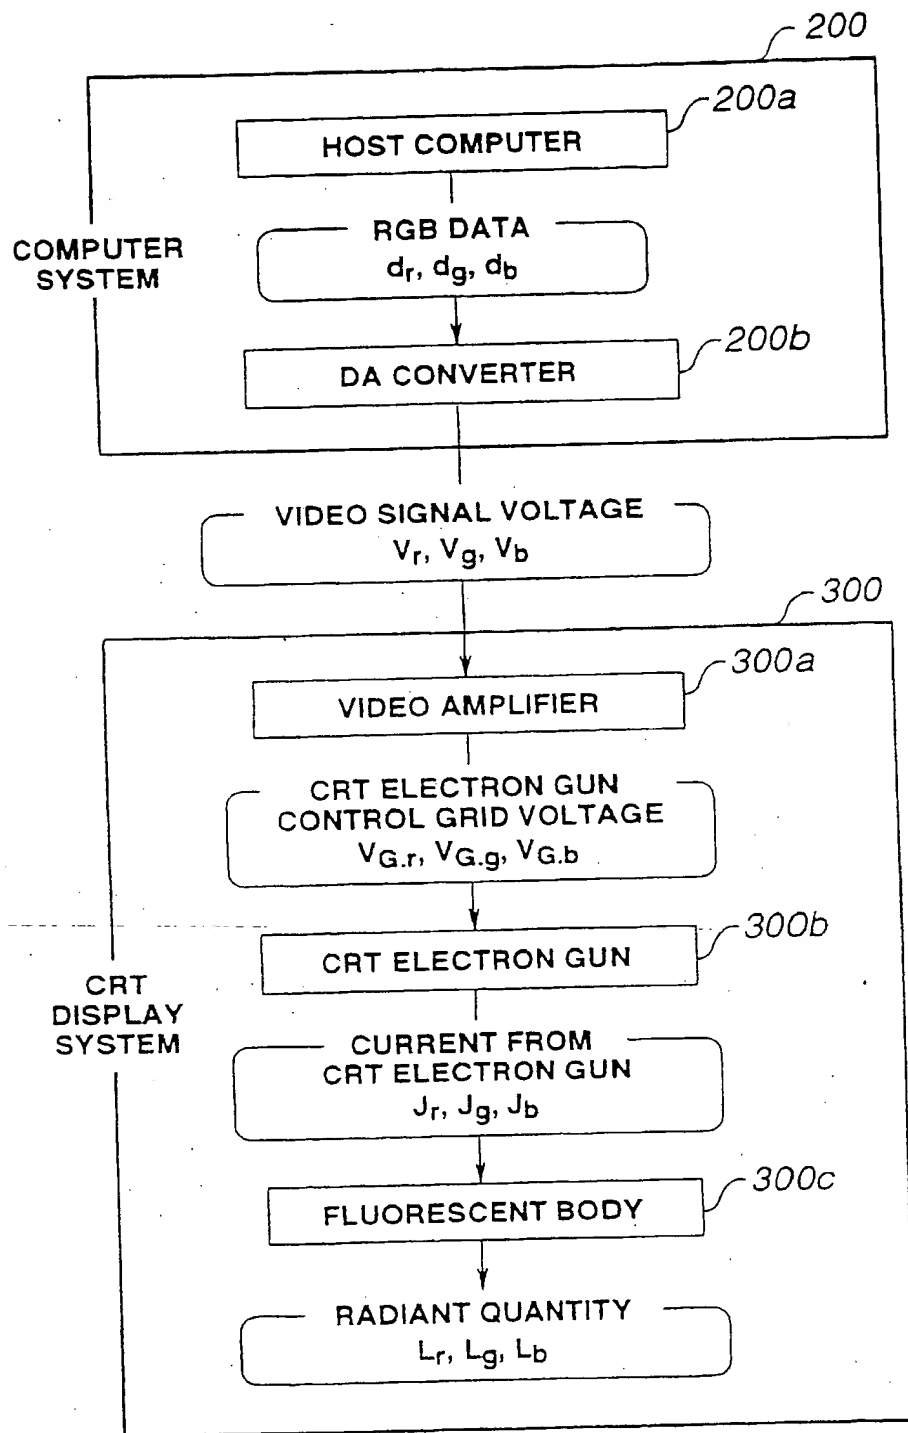 200
200a
HOST COMPUTER
RGB DATA
dr, dg, db
COMPUTER
SYSTEM
200b
DA CONVERTER
VIDEO SIGNAL VOLTAGE
Vr, Vg, Vb
300
300a
VIDEO AMPLIFIER
CRT ELECTRON GUN
CONTROL GRID VOLTAGE
VG.r, VG.g, VG.b
300b
CRT ELECTRON GUN
CRT
DISPLAY
SYSTEM
CURRENT FROM
CRT ELECTRON GUN
Jr, Jg, Jb
300c
FLUORESCENT BODY
RADIANT QUANTITY
Lr, Lg, Lb